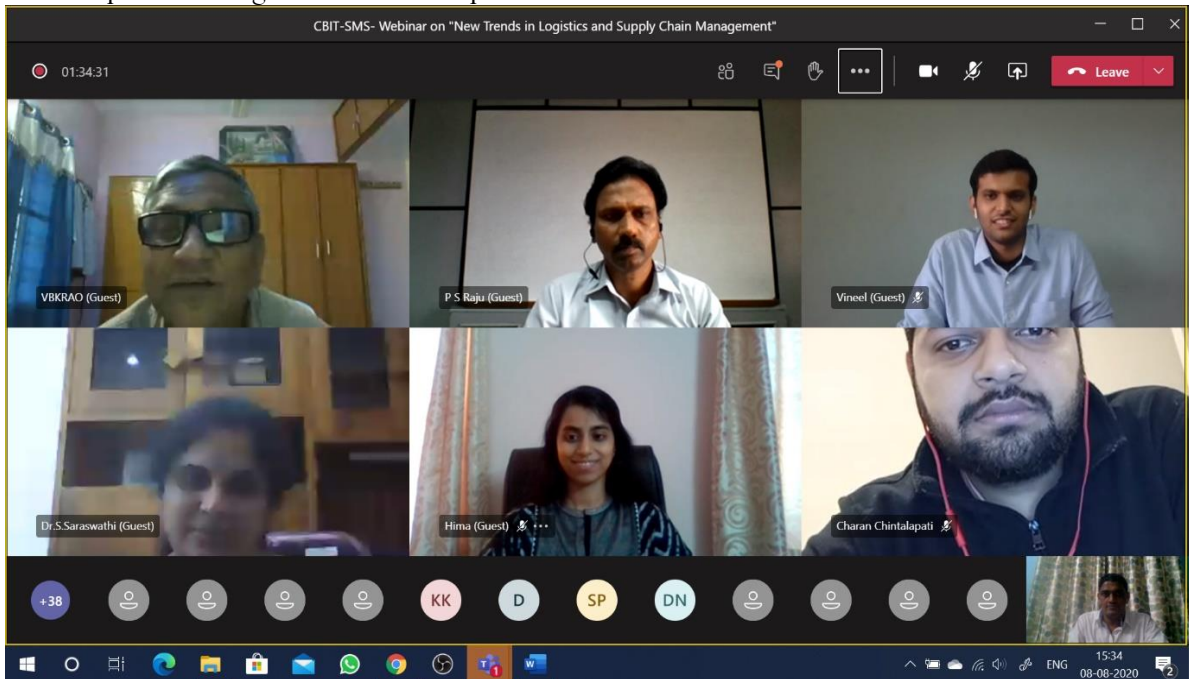 CBIT-SMS- Webinar on "New Trends in Logistics and Supply Chain Management"
01:34:31
Leave
VBKRAO (Guest)
P S Raju (Guest)
Vineel (Guest)
Dr.S.Saraswathi (Guest)
Hima (Guest)
Charan Chintalapati
+38
KK
D
SP
DN
ENG
15:34
08-08-2020
1
2